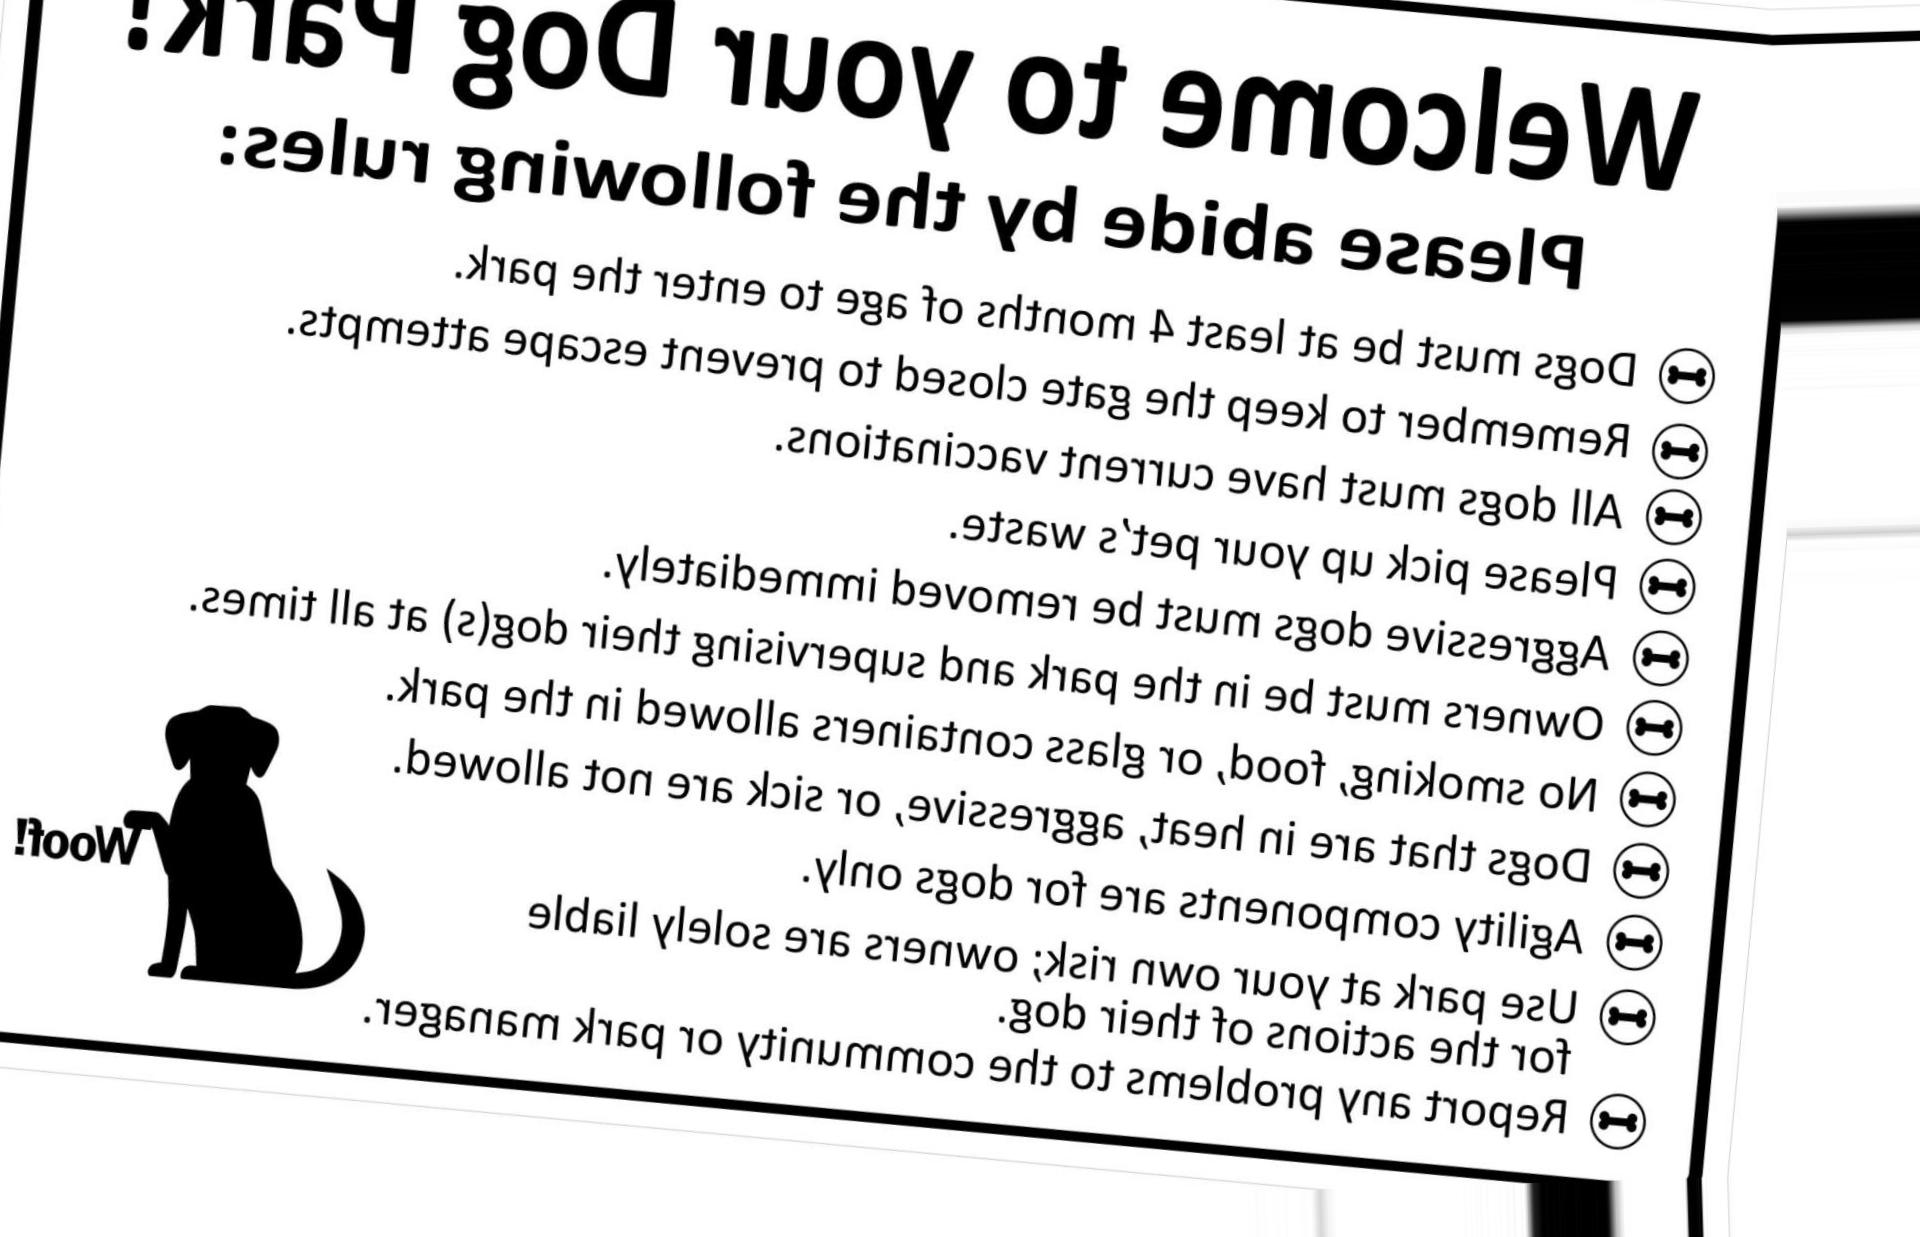 Welcome to your Dog Park!
Please abide by the following rules:
Dogs must be at least 4 months of age to enter the park.
Remember to keep the gate closed to prevent escape attempts.
All dogs must have current vaccinations.
Please pick up your pet's waste.
Aggressive dogs must be removed immediately.
Owners must be in the park and supervising their dog(s) at all times.
No smoking, food, or glass containers allowed in the park.
Dogs that are in heat, aggressive, or sick are not allowed.
Agility components are for dogs only.
Use park at your own risk; owners are solely liable
for the actions of their dog.
Report any problems to the community or park manager.
Woof!